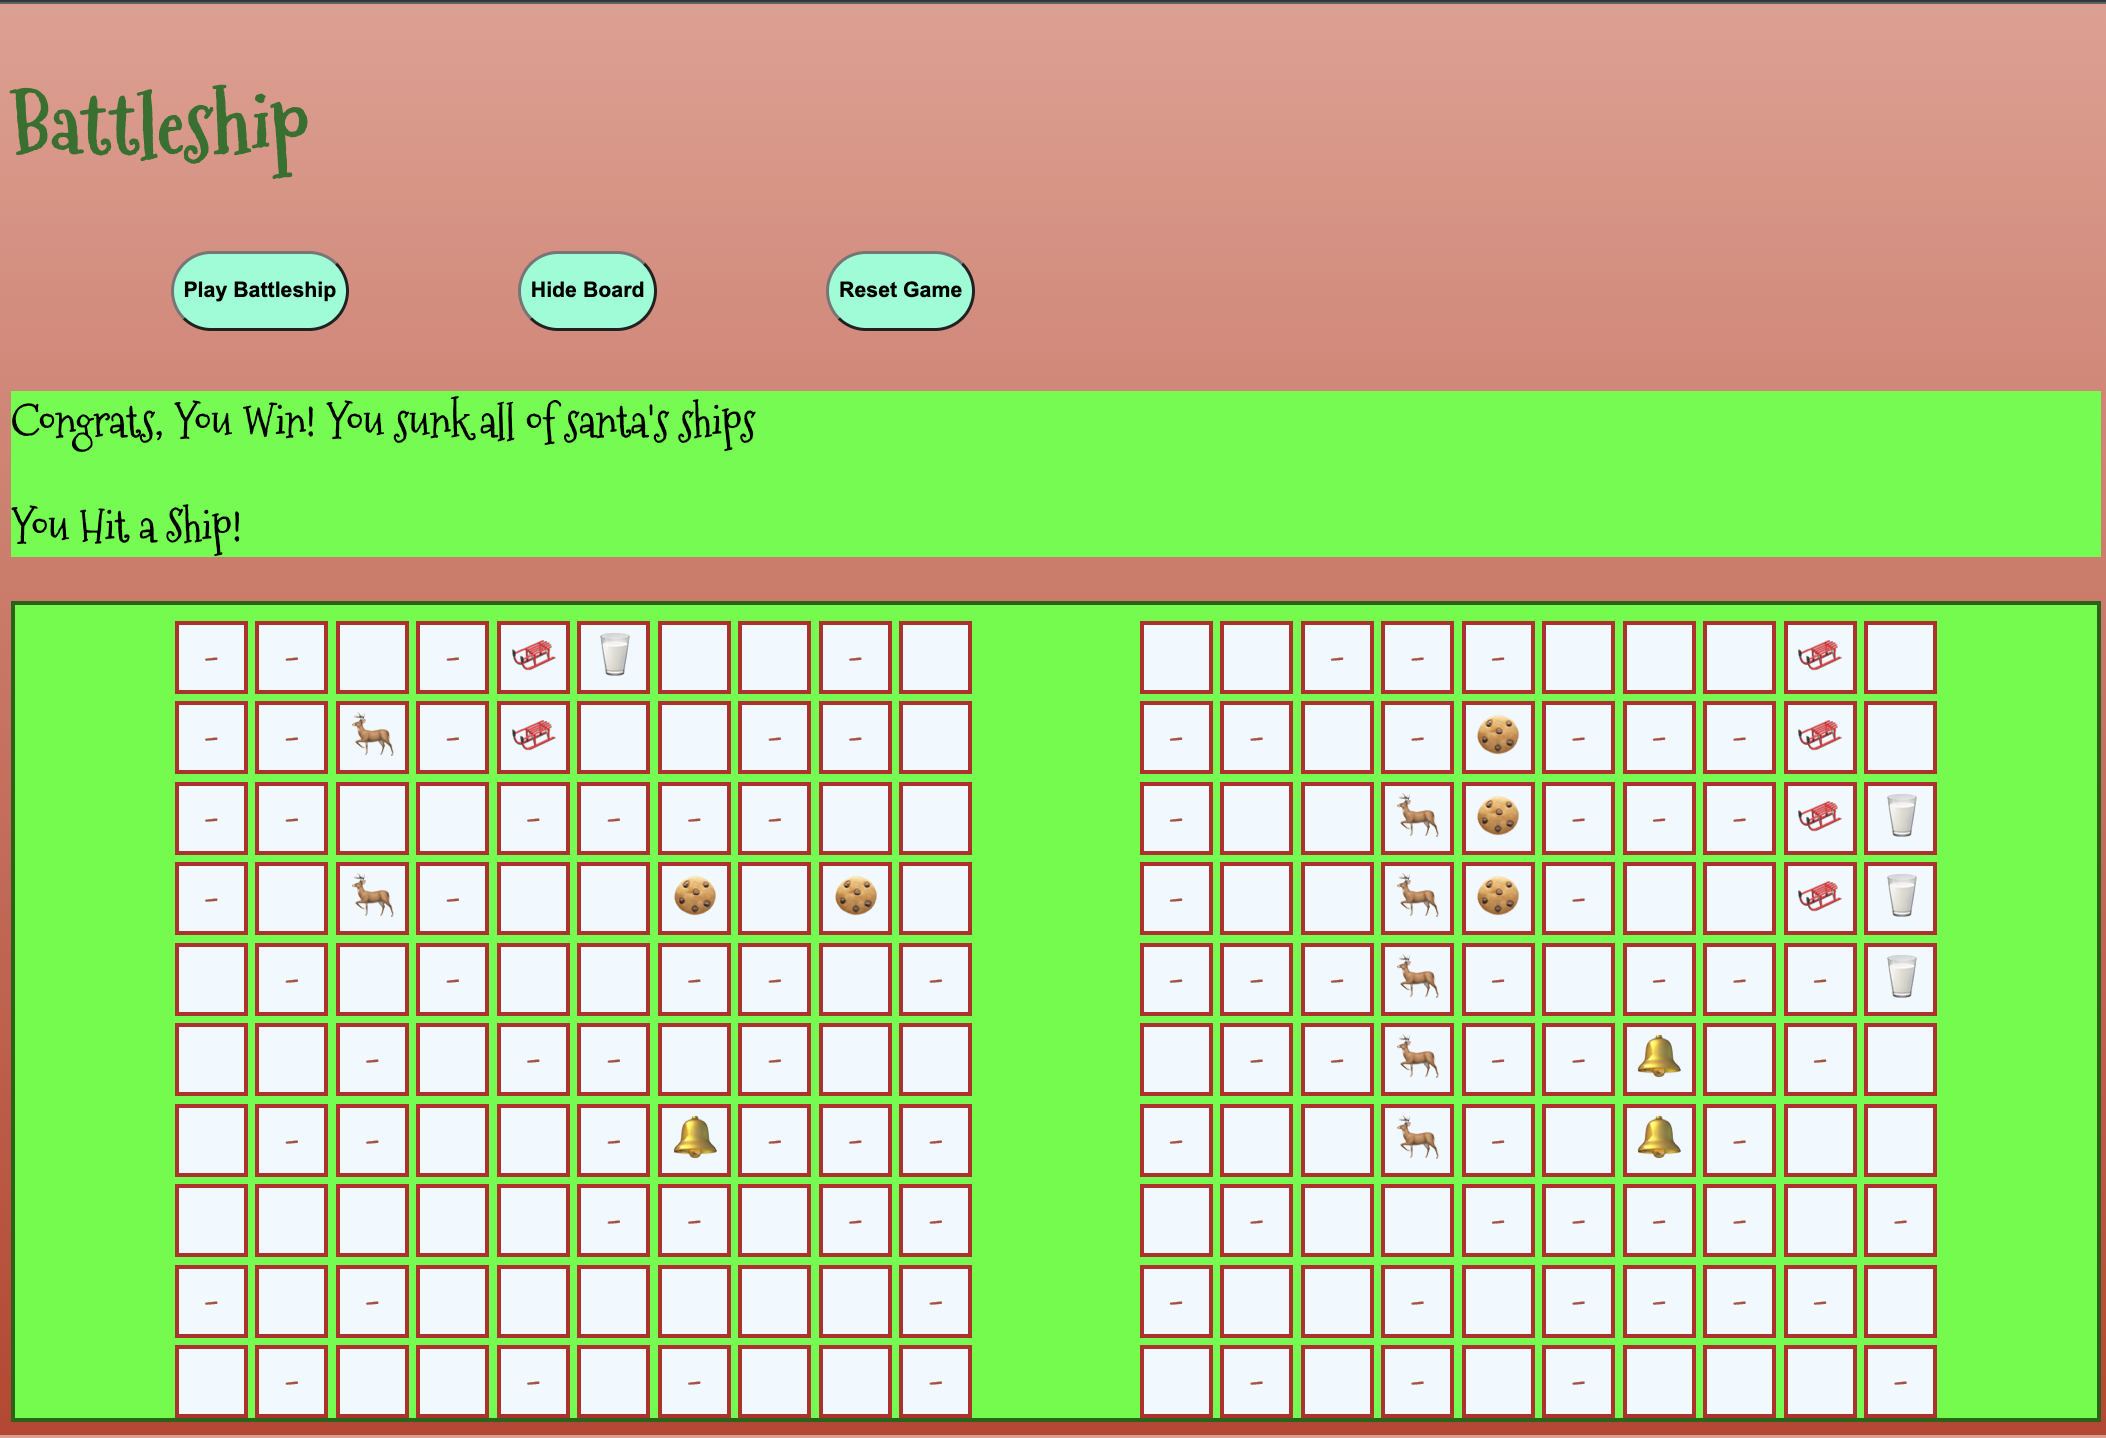 Battleship
Play Battleship Hide Board Reset Game
Congrats, You Win! You sunk all of santa's ships
You Hit a Ship!